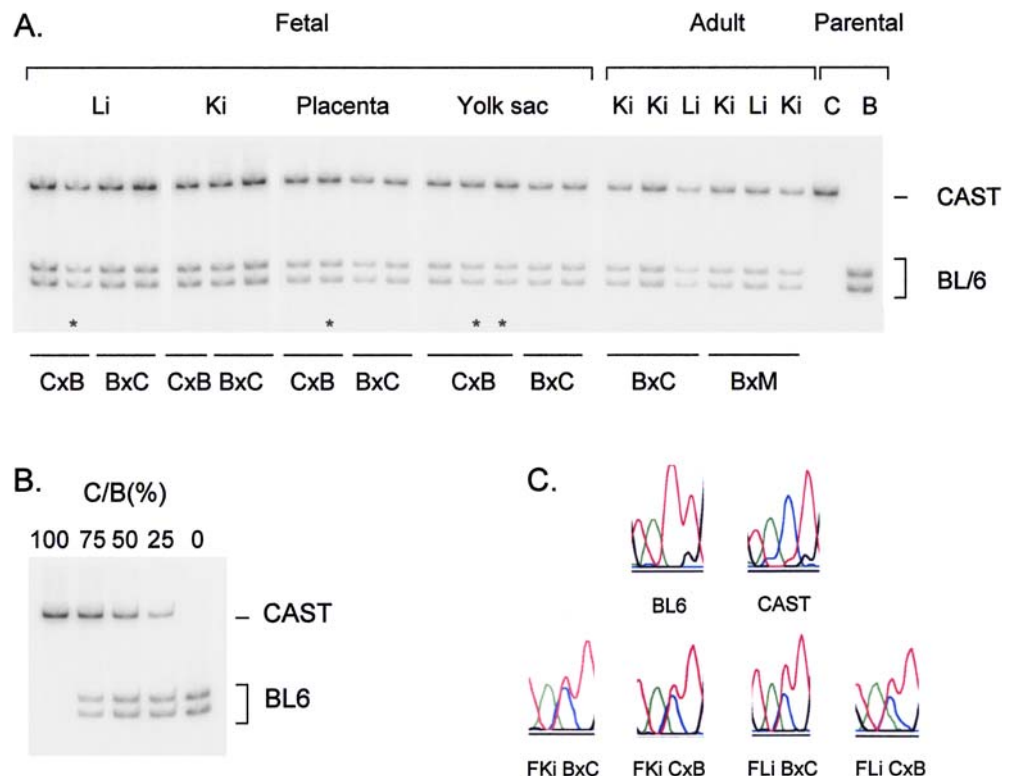 A.
Fetal Adult Parental
Li Ki Placenta Yolk sac Ki Ki Li Ki Li Ki C B
– CAST
BL/6
* * * *
CxB BxC CxB BxC CxB BxC CxB BxC BxC BxM
B.
C/B(%)
100 75 50 25 0
– CAST
BL6
C.
BL6 CAST
FKi BxC FKi CxB FLi BxC FLi CxB